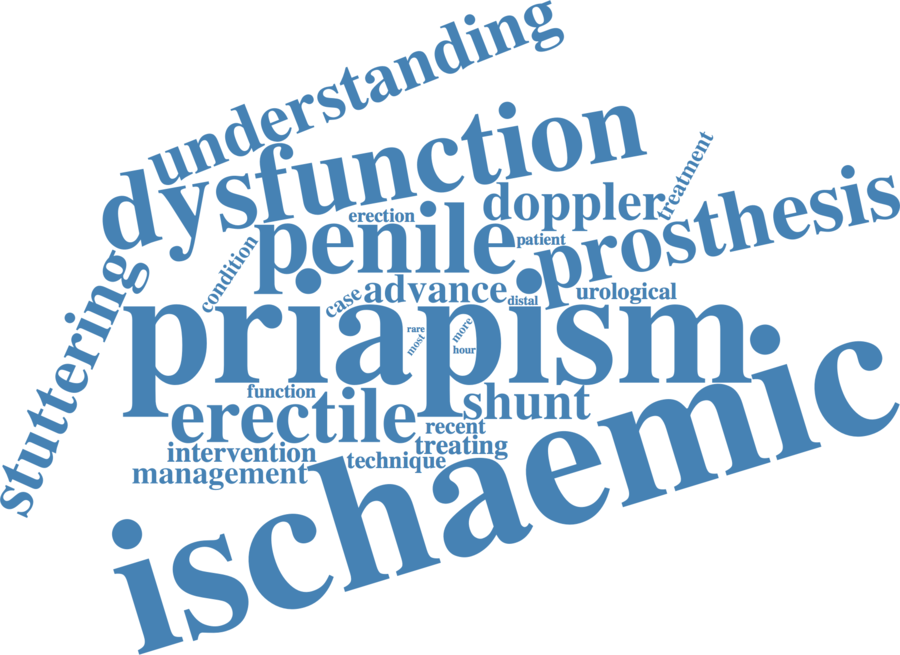 understanding
dysfunction
treatment
doppler
erection
penile
patient
prosthesis
condition
stuttering
case
advance
distal
urological
priapism
rare
most
more
hour
function
erectile
shunt
recent
treating
intervention
technique
management
ischaemic